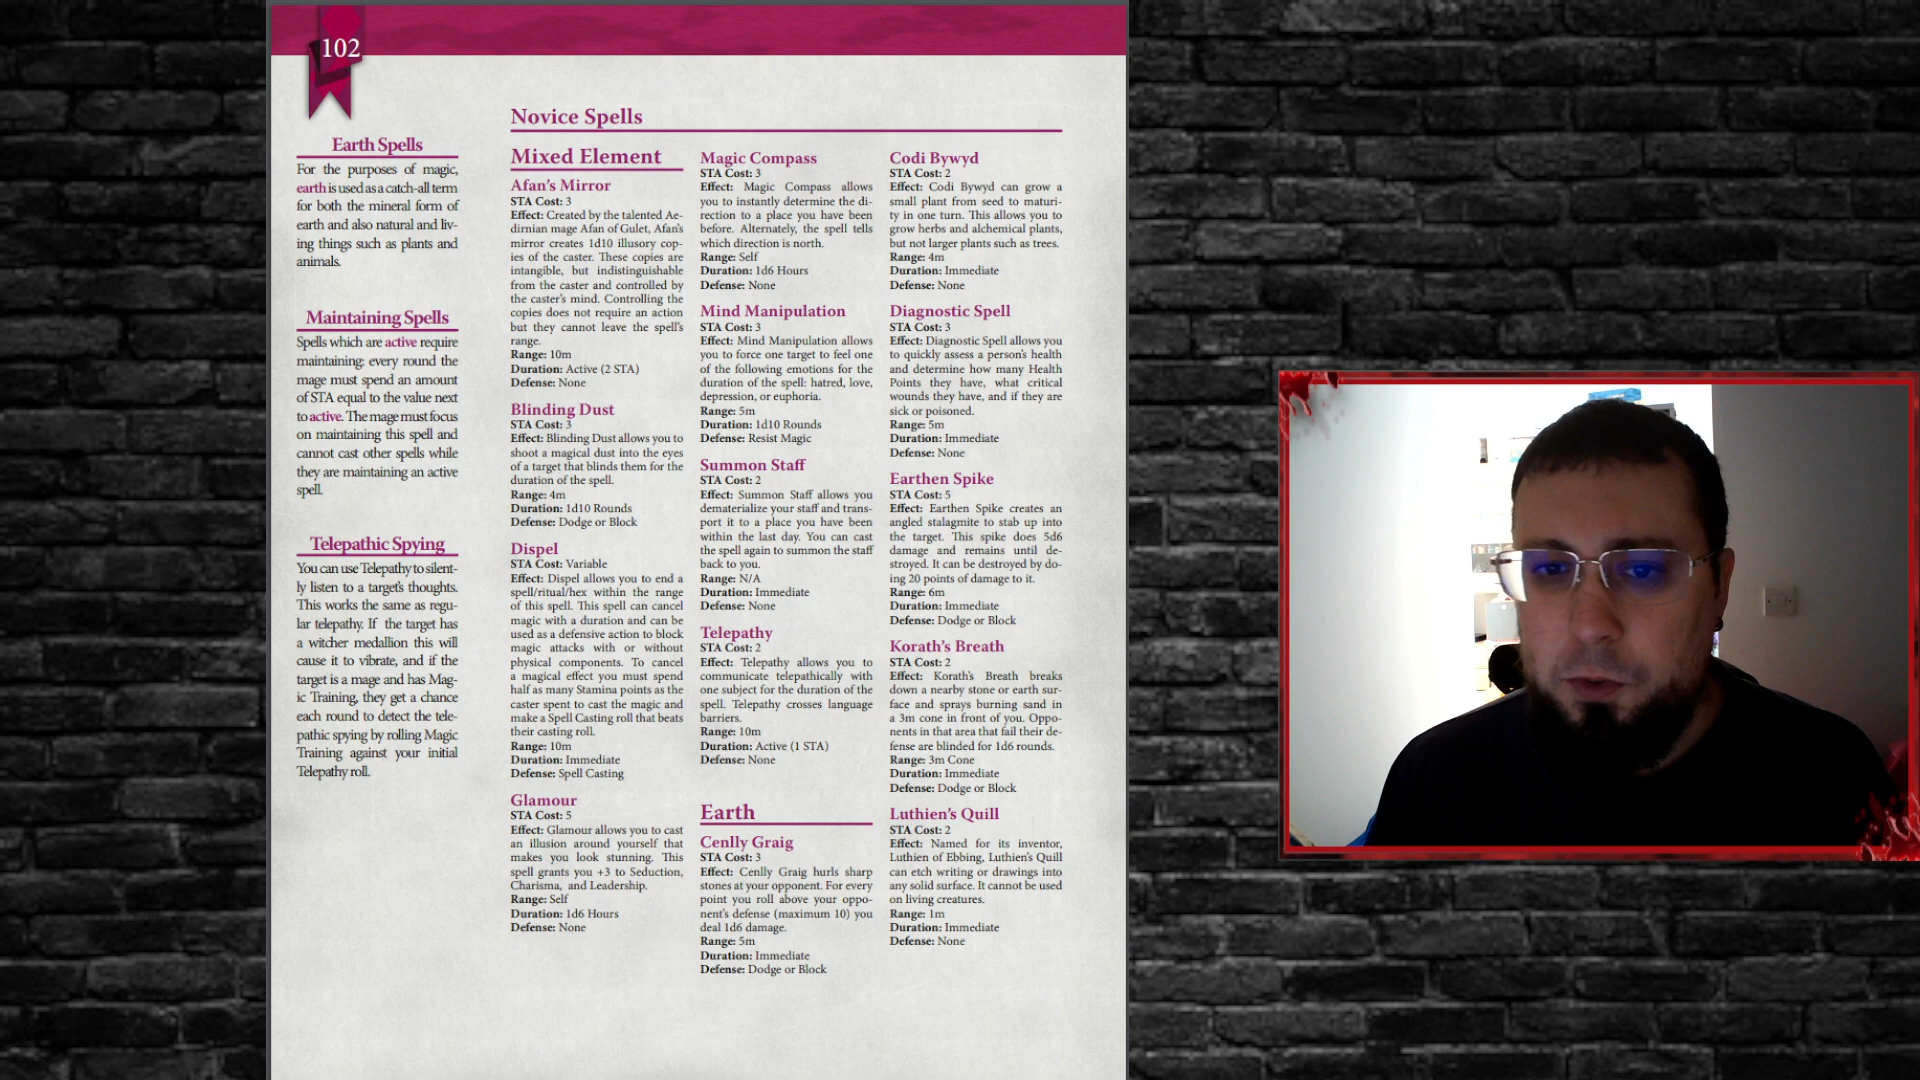 102
Earth Spells
For the purposes of magic,
earth is used as a catch-all term
for both the mineral form of
earth and also natural and liv-
ing things such as plants and
animals.
Maintaining Spells
Spells which are active require
maintaining: every round the
mage must spend an amount
of STA equal to the value next
to active. The mage must focus
on maintaining this spell and
cannot cast other spells while
they are maintaining an active
spell.
Telepathic Spying
You can use Telepathy to silent-
ly listen to a target's thoughts.
This works the same as regu-
lar telepathy. If the target has
a witcher medallion this will
cause it to vibrate, and if the
target is a mage and has Mag-
ic Training, they get a chance
each round to detect the tele-
pathic spying by rolling Magic
Training against your initial
Telepathy roll.
Novice Spells
Mixed Element
Afan's Mirror
STA Cost: 3
Effect: Created by the talented Ae-
dirnian mage Afan of Gulet, Afan's
mirror creates 1d10 illusory cop-
ies of the caster. These copies are
intangible, but indistinguishable
from the caster and controlled by
the caster's mind. Controlling the
copies does not require an action
but they cannot leave the spell's
range.
Range: 10m
Duration: Active (2 STA)
Defense: None
Blinding Dust
STA Cost: 3
Effect: Blinding Dust allows you to
shoot a magical dust into the eyes
of a target that blinds them for the
duration of the spell.
Range: 4m
Duration: 1d10 Rounds
Defense: Dodge or Block
Dispel
STA Cost: Variable
Effect: Dispel allows you to end a
spell/ritual/hex within the range
of this spell. This spell can cancel
magic with a duration and can be
used as a defensive action to block
magic attacks with or without
physical components. To cancel
a magical effect you must spend
half as many Stamina points as the
caster spent to cast the magic and
make a Spell Casting roll that beats
their casting roll.
Range: 10m
Duration: Immediate
Defense: Spell Casting
Glamour
STA Cost: 5
Effect: Glamour allows you to cast
an illusion around yourself that
makes you look stunning. This
spell grants you +3 to Seduction,
Charisma, and Leadership.
Range: Self
Duration: 1d6 Hours
Defense: None
Magic Compass
STA Cost: 3
Effect: Magic Compass allows
you to instantly determine the di-
rection to a place you have been
before. Alternately, the spell tells
which direction is north.
Range: Self
Duration: 1d6 Hours
Defense: None
Mind Manipulation
STA Cost: 3
Effect: Mind Manipulation allows
you to force one target to feel one
of the following emotions for the
duration of the spell: hatred, love,
depression, or euphoria.
Range: 5m
Duration: 1d10 Rounds
Defense: Resist Magic
Summon Staff
STA Cost: 2
Effect: Summon Staff allows you
dematerialize your staff and trans-
port it to a place you have been
within the last day. You can cast
the spell again to summon the staff
back to you.
Range: N/A
Duration: Immediate
Defense: None
Telepathy
STA Cost: 2
Effect: Telepathy allows you to
communicate telepathically with
one subject for the duration of the
spell. Telepathy crosses language
barriers.
Range: 10m
Duration: Active (1 STA)
Defense: None
Earth
Cenlly Graig
STA Cost: 3
Effect: Cenlly Graig hurls sharp
stones at your opponent. For every
point you roll above your oppo-
nent's defense (maximum 10) you
deal 1d6 damage.
Range: 5m
Duration: Immediate
Defense: Dodge or Block
Codi Bywyd
STA Cost: 2
Effect: Codi Bywyd can grow a
small plant from seed to maturi-
ty in one turn. This allows you to
grow herbs and alchemical plants,
but not larger plants such as trees.
Range: 4m
Duration: Immediate
Defense: None
Diagnostic Spell
STA Cost: 3
Effect: Diagnostic Spell allows you
to quickly assess a person's health
and determine how many Health
Points they have, what critical
wounds they have, and if they are
sick or poisoned.
Range: 5m
Duration: Immediate
Defense: None
Earthen Spike
STA Cost: 5
Effect: Earthen Spike creates an
angled stalagmite to stab up into
the target. This spike does 5d6
damage and remains until de-
stroyed. It can be destroyed by do-
ing 20 points of damage to it.
Range: 6m
Duration: Immediate
Defense: Dodge or Block
Korath's Breath
STA Cost: 2
Effect: Korath's Breath breaks
down a nearby stone or earth sur-
face and sprays burning sand in
a 3m cone in front of you. Oppo-
nents in that area that fail their de-
fense are blinded for 1d6 rounds.
Range: 3m Cone
Duration: Immediate
Defense: Dodge or Block
Luthien's Quill
STA Cost: 2
Effect: Named for its inventor,
Luthien of Ebbing, Luthien's Quill
can etch writing or drawings into
any solid surface. It cannot be used
on living creatures.
Range: 1m
Duration: Immediate
Defense: None